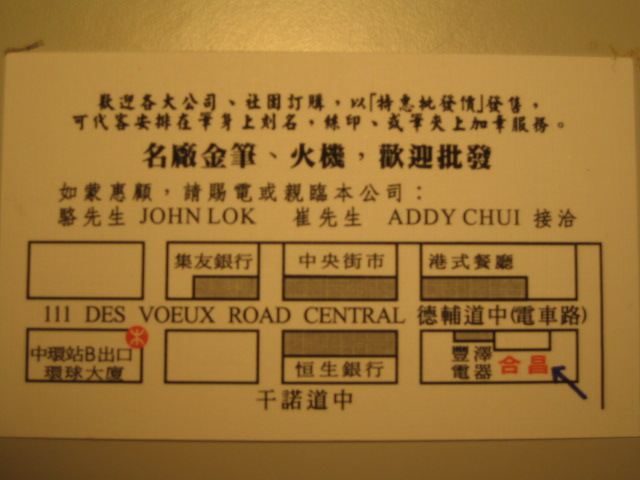 歡迎各大公司、社團訂購，以「特惠批發價」發售，
可代客安排在筆身上刻名，絲印、或筆夾上加章服務。
名廠金筆、火機，歡迎批發
如蒙惠顧，請賜電或親臨本公司：
駱先生 JOHN LOK 崔先生 ADDY CHUI 接洽
集友銀行 中央街市 港式餐廳
111 DES VOEUX ROAD CENTRAL 德輔道中(電車路)
中環站B出口
環球大廈
恒生銀行
豐澤
電器
合昌
干諾道中